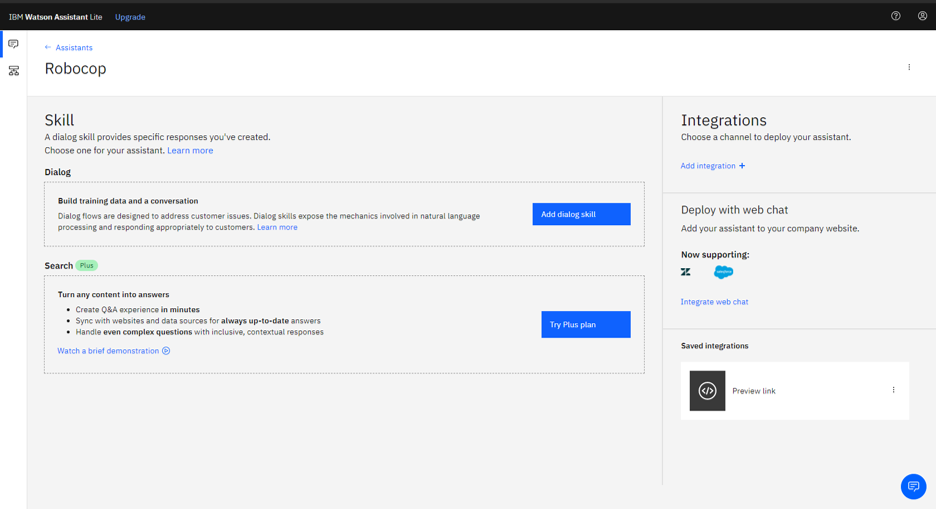 IBM Watson Assistant Lite
Upgrade
Assistants
Robocop
Skill
A dialog skill provides specific responses you've created.
Choose one for your assistant. Learn more
Dialog
Build training data and a conversation
Dialog flows are designed to address customer issues. Dialog skills expose the mechanics involved in natural language
processing and responding appropriately to customers. Learn more
Add dialog skill
Search Plus
Turn any content into answers
Create Q&A experience in minutes
Sync with websites and data sources for always up-to-date answers
Handle even complex questions with inclusive, contextual responses
Watch a brief demonstration
Try Plus plan
Integrations
Choose a channel to deploy your assistant.
Add integration +
Deploy with web chat
Add your assistant to your company website.
Now supporting:
salesforce
Integrate web chat
Saved integrations
Preview link